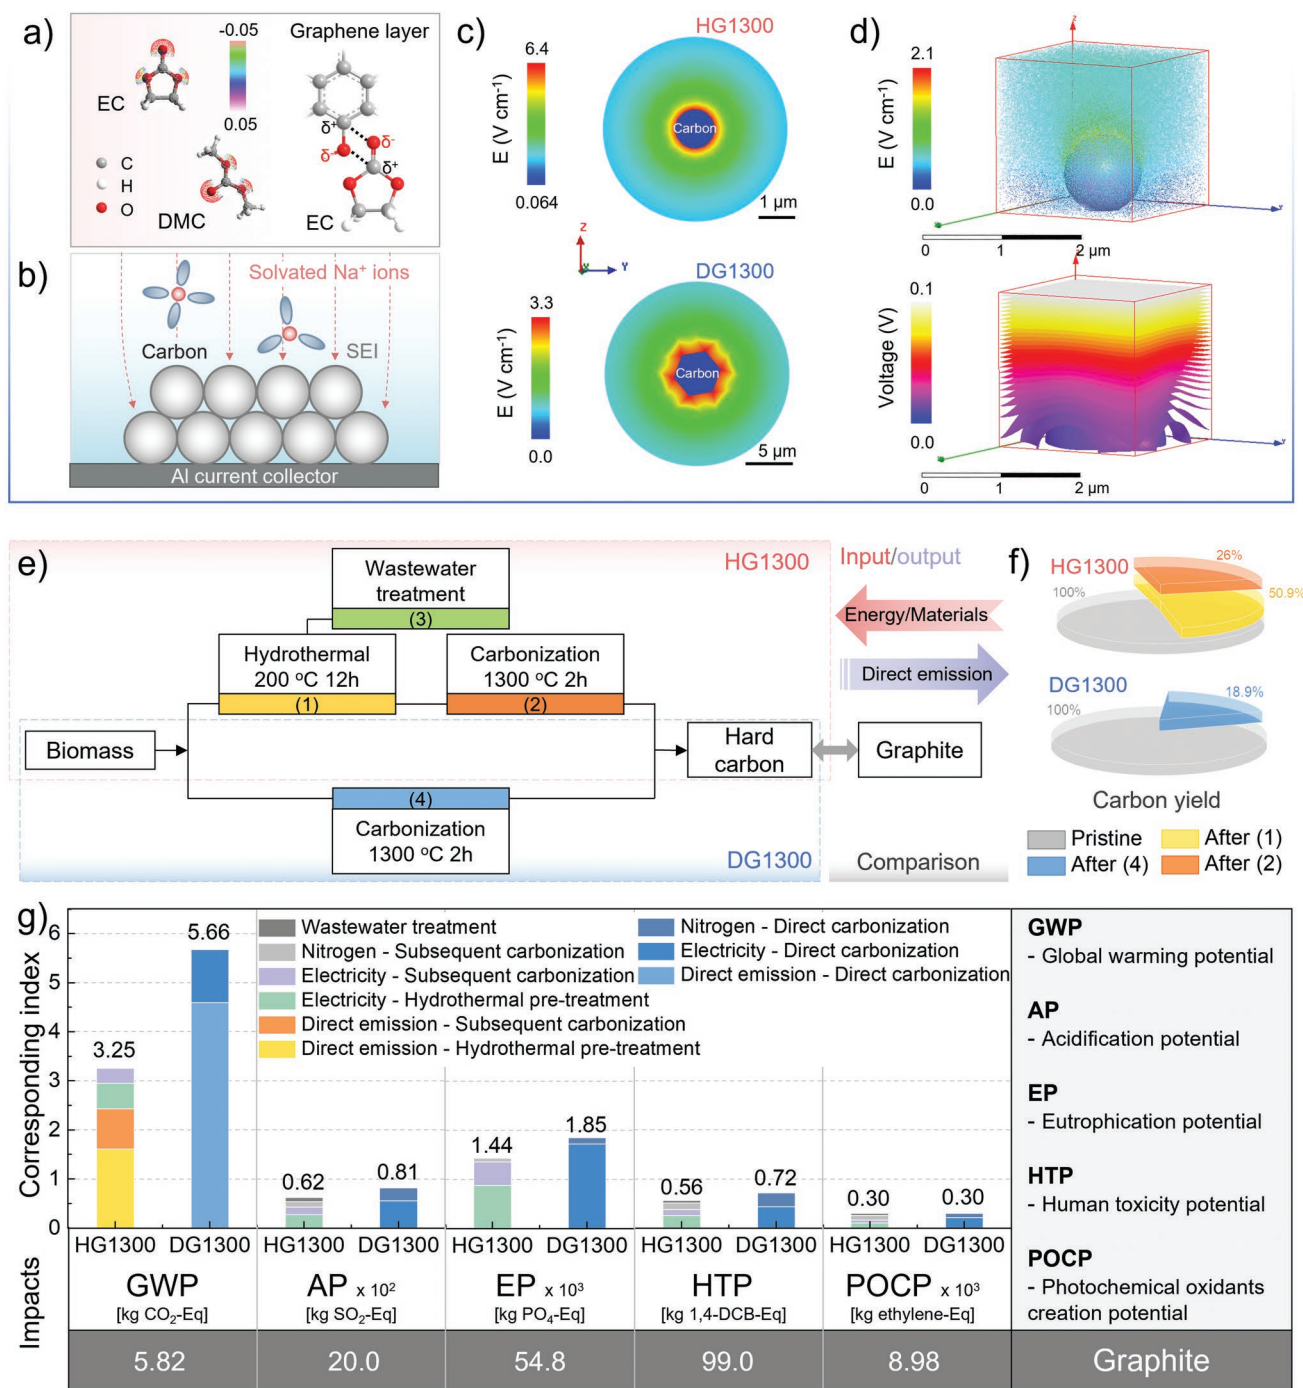 a)
-0.05
0.05
EC
C
H
O
DMC
Graphene layer
δ+
δ-
δ-
δ+
EC
b)
Solvated Na⁺ ions
Carbon
SEI
Al current collector
c)
HG1300
6.4
E (V cm⁻¹)
0.064
Carbon
1 µm
Z
Y
DG1300
3.3
E (V cm⁻¹)
0.0
Carbon
5 µm
d)
2.1
E (V cm⁻¹)
0.0
Z
0 1 2 µm
0.1
Voltage (V)
0.0
0 1 2 µm
e)
HG1300
Wastewater
treatment
(3)
Hydrothermal
200 °C 12h
(1)
Carbonization
1300 °C 2h
(2)
Biomass
Hard
carbon
Graphite
(4)
Carbonization
1300 °C 2h
DG1300
Input/output
Energy/Materials
Direct emission
Comparison
f)
HG1300
26%
100%
50.9%
DG1300
18.9%
100%
Carbon yield
Pristine
After (1)
After (4)
After (2)
g)
Corresponding index
6
5
4
3
2
1
0
Wastewater treatment
Nitrogen - Subsequent carbonization
Electricity - Subsequent carbonization
Electricity - Hydrothermal pre-treatment
Direct emission - Subsequent carbonization
Direct emission - Hydrothermal pre-treatment
Nitrogen - Direct carbonization
Electricity - Direct carbonization
Direct emission - Direct carbonization
3.25
5.66
0.62
0.81
1.44
1.85
0.56
0.72
0.30
0.30
HG1300 DG1300 HG1300 DG1300 HG1300 DG1300 HG1300 DG1300 HG1300 DG1300
Impacts
GWP
[kg CO₂-Eq]
AP x 10²
[kg SO₂-Eq]
EP x 10³
[kg PO₄-Eq]
HTP
[kg 1,4-DCB-Eq]
POCP x 10³
[kg ethylene-Eq]
5.82 20.0 54.8 99.0 8.98 Graphite
GWP
- Global warming potential
AP
- Acidification potential
EP
- Eutrophication potential
HTP
- Human toxicity potential
POCP
- Photochemical oxidants
creation potential